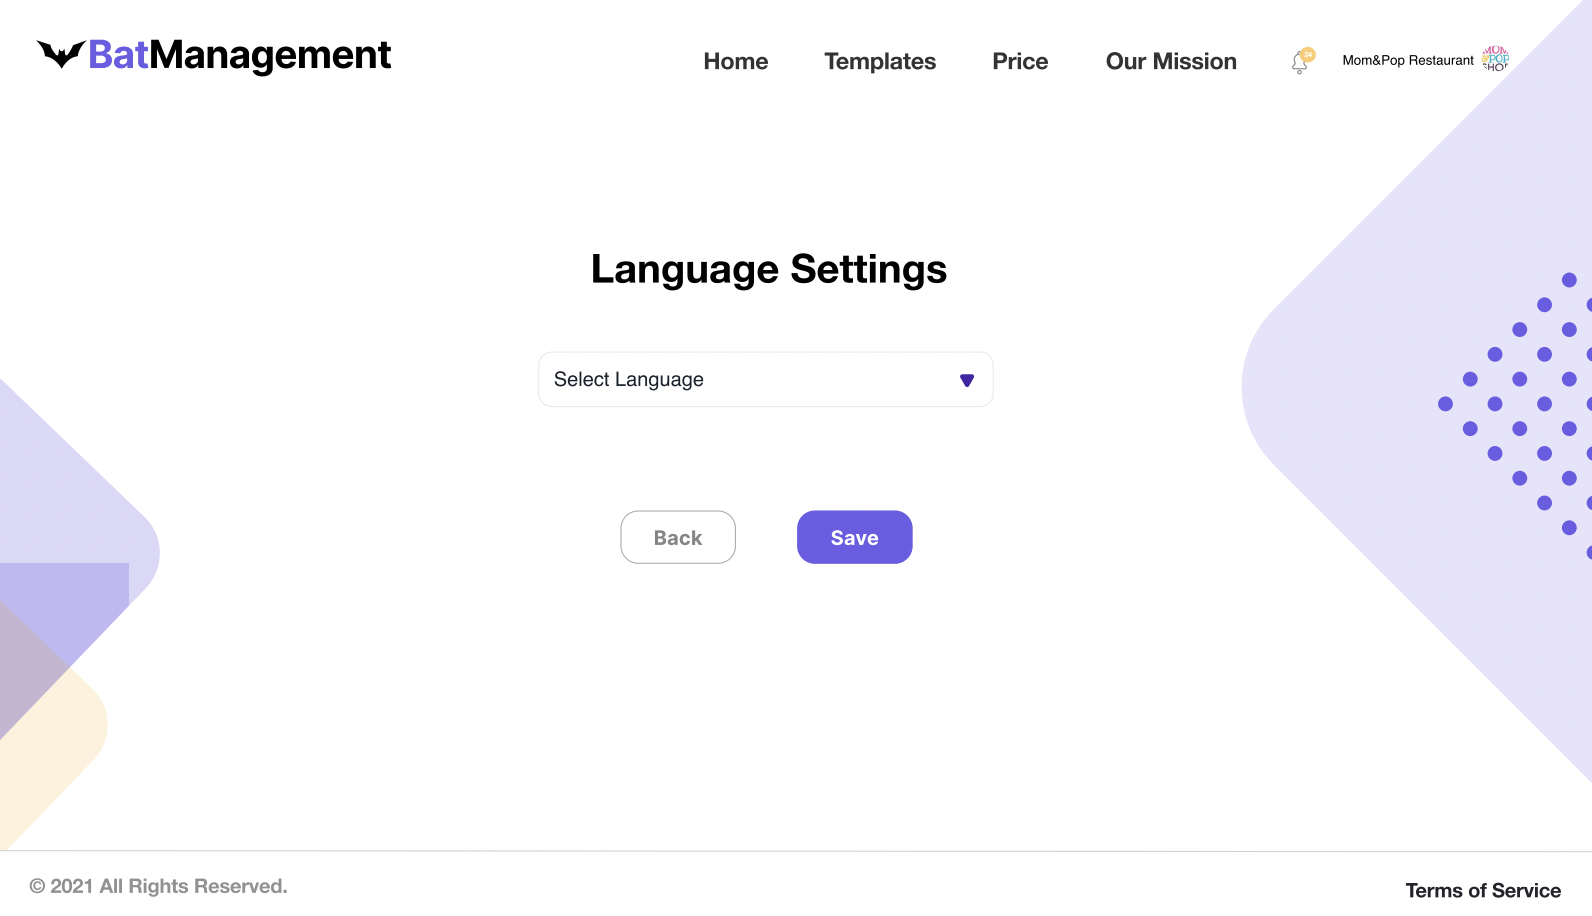 BatManagement
Home
Templates
Price
Our Mission
24
Mom&Pop Restaurant
MOM
&POP
SHOP
Language Settings
Select Language
Back
Save
© 2021 All Rights Reserved.
Terms of Service